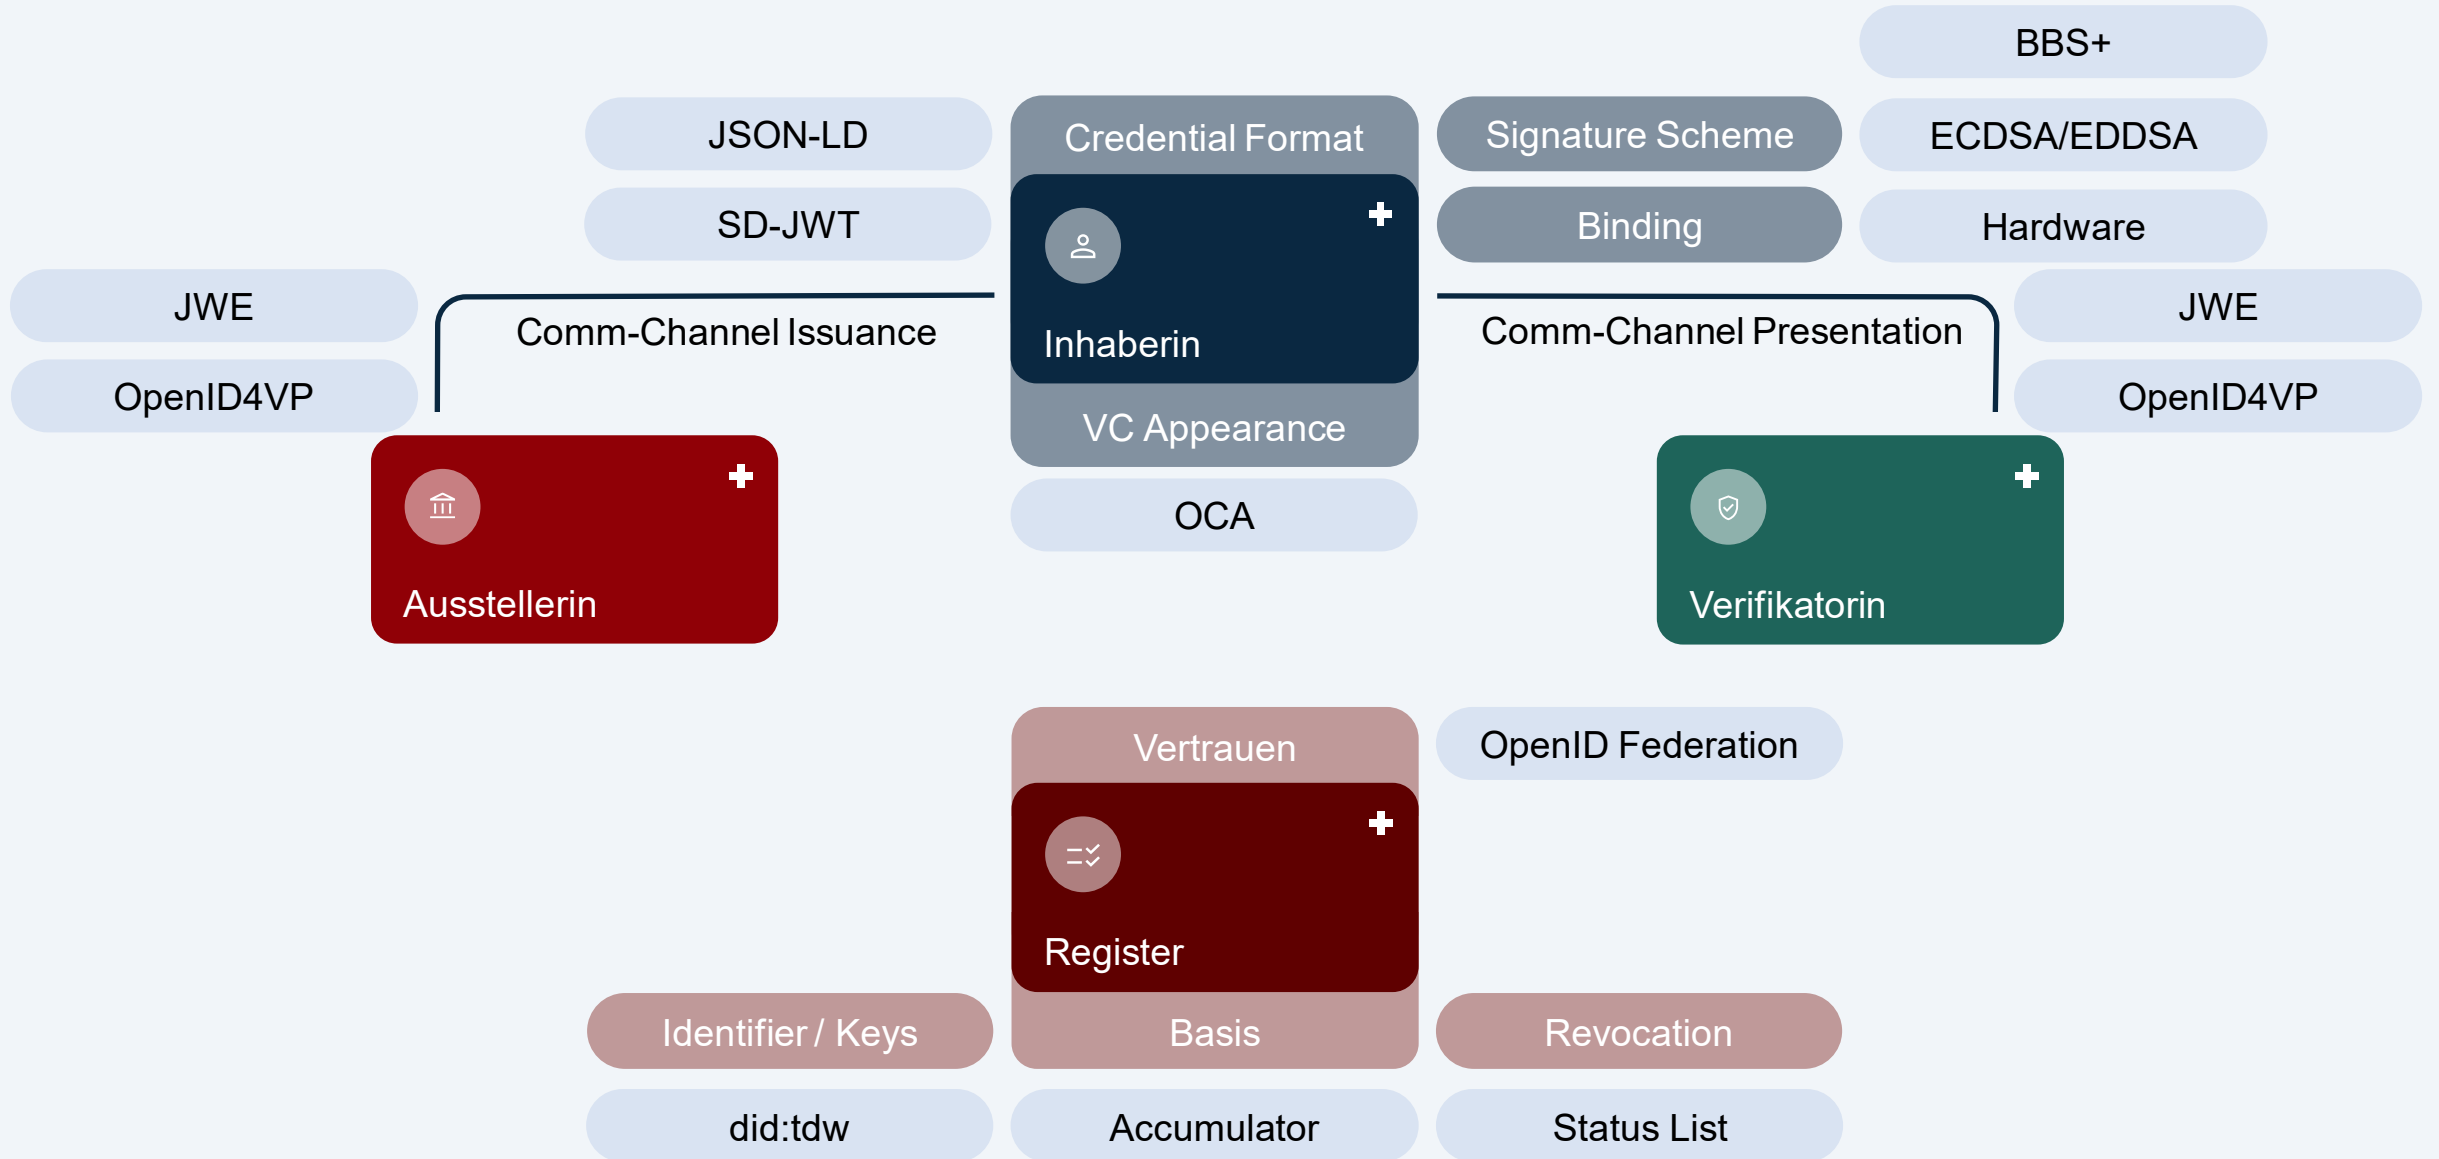 BBS+
JSON-LD
Credential Format
Signature Scheme
ECDSA/EDDSA
SD-JWT
Binding
Hardware
JWE
Comm-Channel Issuance
Inhaberin
Comm-Channel Presentation
JWE
OpenID4VP
VC Appearance
OpenID4VP
OCA
Ausstellerin
Verifikatorin
Vertrauen
OpenID Federation
Register
Identifier / Keys
Basis
Revocation
did:tdw
Accumulator
Status List